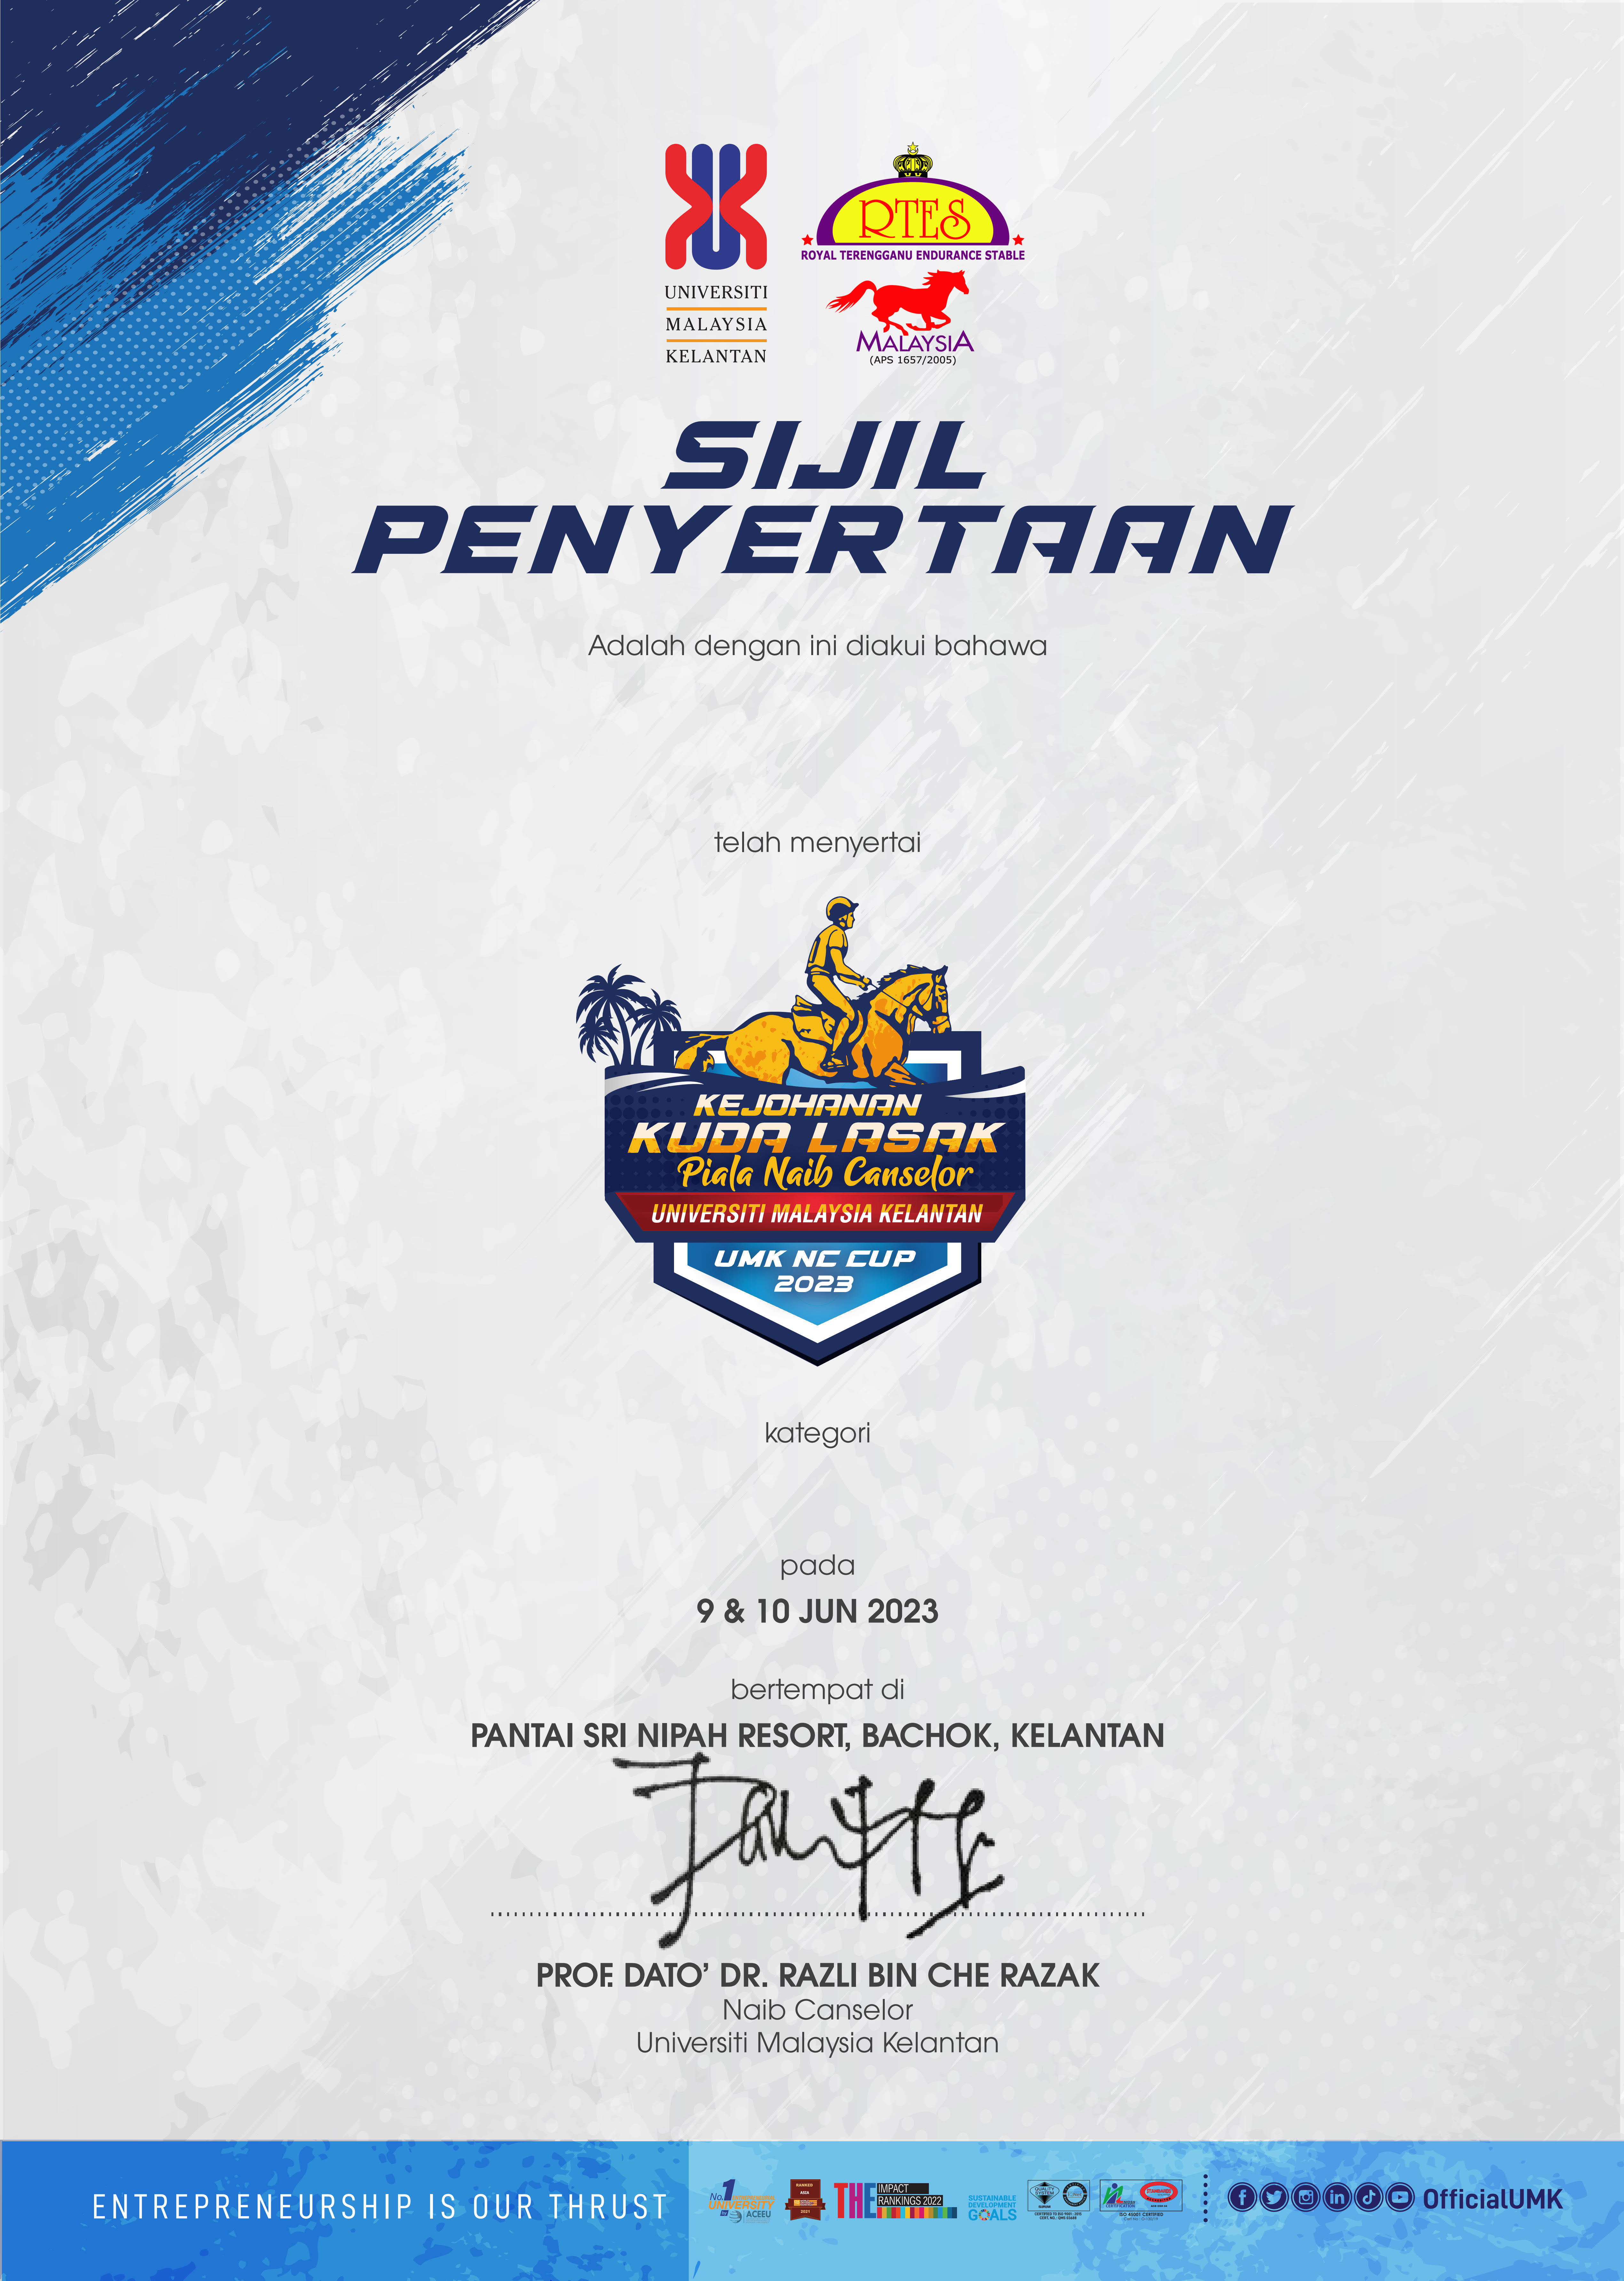 UNIVERSITI
MALAYSIA
KELANTAN
RTES
ROYAL TERENGGANU ENDURANCE STABLE
MALAYSIA
(APS 1657/2005)
SIJIL
PENYERTAAN
Adalah dengan ini diakui bahawa
telah menyertai
KEJOHANAN
KUDA LASAK
Piala Naib Canselor
UNIVERSITI MALAYSIA KELANTAN
UMK NC CUP
2023
kategori
pada
9 & 10 JUN 2023
bertempat di
PANTAI SRI NIPAH RESORT, BACHOK, KELANTAN
PROF. DATO’ DR. RAZLI BIN CHE RAZAK
Naib Canselor
Universiti Malaysia Kelantan
ENTREPRENEURSHIP IS OUR THRUST
No.1
UNIVERSITY
by ACEEU
THE IMPACT
RANKINGS 2022
SUSTAINABLE
DEVELOPMENT
GOALS
OfficialUMK